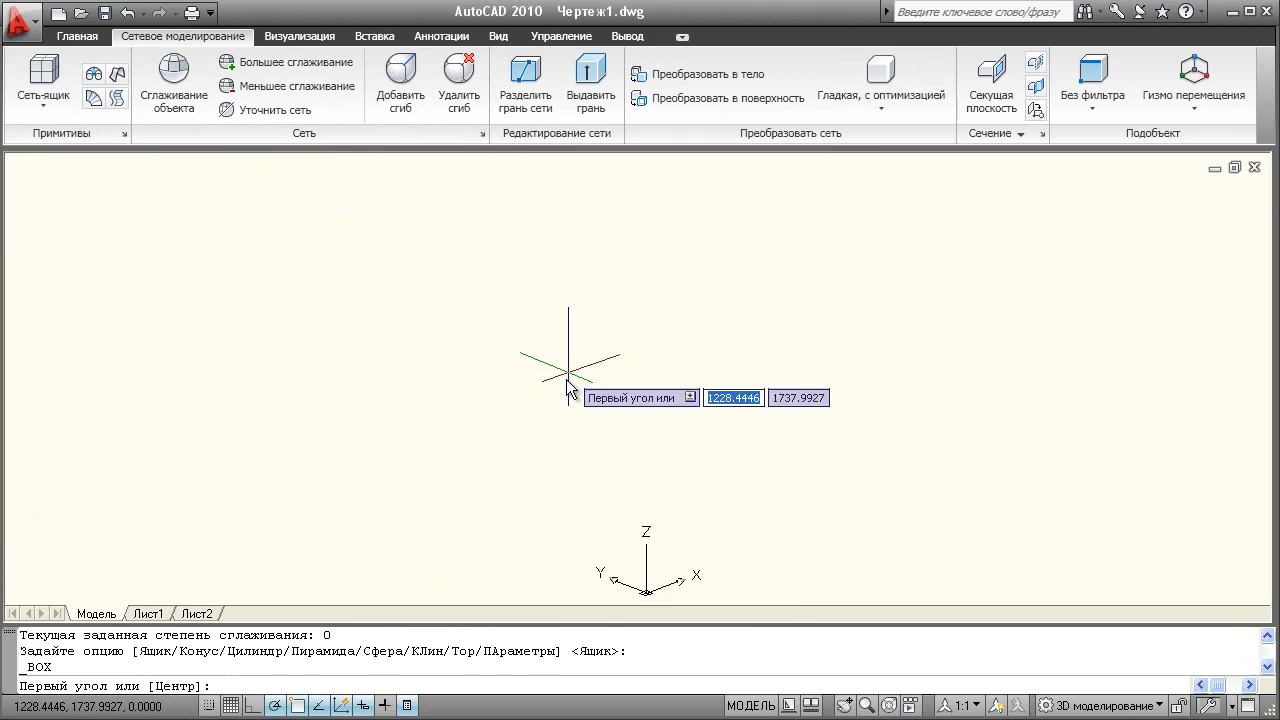 AutoCAD 2010 Чертеж1.dwg
Введите ключевое слово/фразу
Главная Сетевое моделирование Визуализация Вставка Аннотации Вид Управление Вывод
Сеть-ящик
Сглаживание объекта
Большее сглаживание
Меньшее сглаживание
Уточнить сеть
Добавить сгиб
Удалить сгиб
Разделить грань сети
Выдавить грань
Преобразовать в тело
Преобразовать в поверхность
Гладкая, с оптимизацией
Секущая плоскость
Без фильтра
Гизмо перемещения
Примитивы Сеть Редактирование сети Преобразовать сеть Сечение Подобъект
Первый угол или 1228.4446 1737.9927
Z
Y X
Модель Лист1 Лист2
Текущая заданная степень сглаживания: 0
Задайте опцию [Ящик/Конус/Цилиндр/Пирамида/Сфера/КЛин/Тор/ПАраметры] <Ящик>:
_BOX
Первый угол или [Центр]:
1228.4446, 1737.9927, 0.0000 МОДЕЛЬ 1:1 3D моделирование